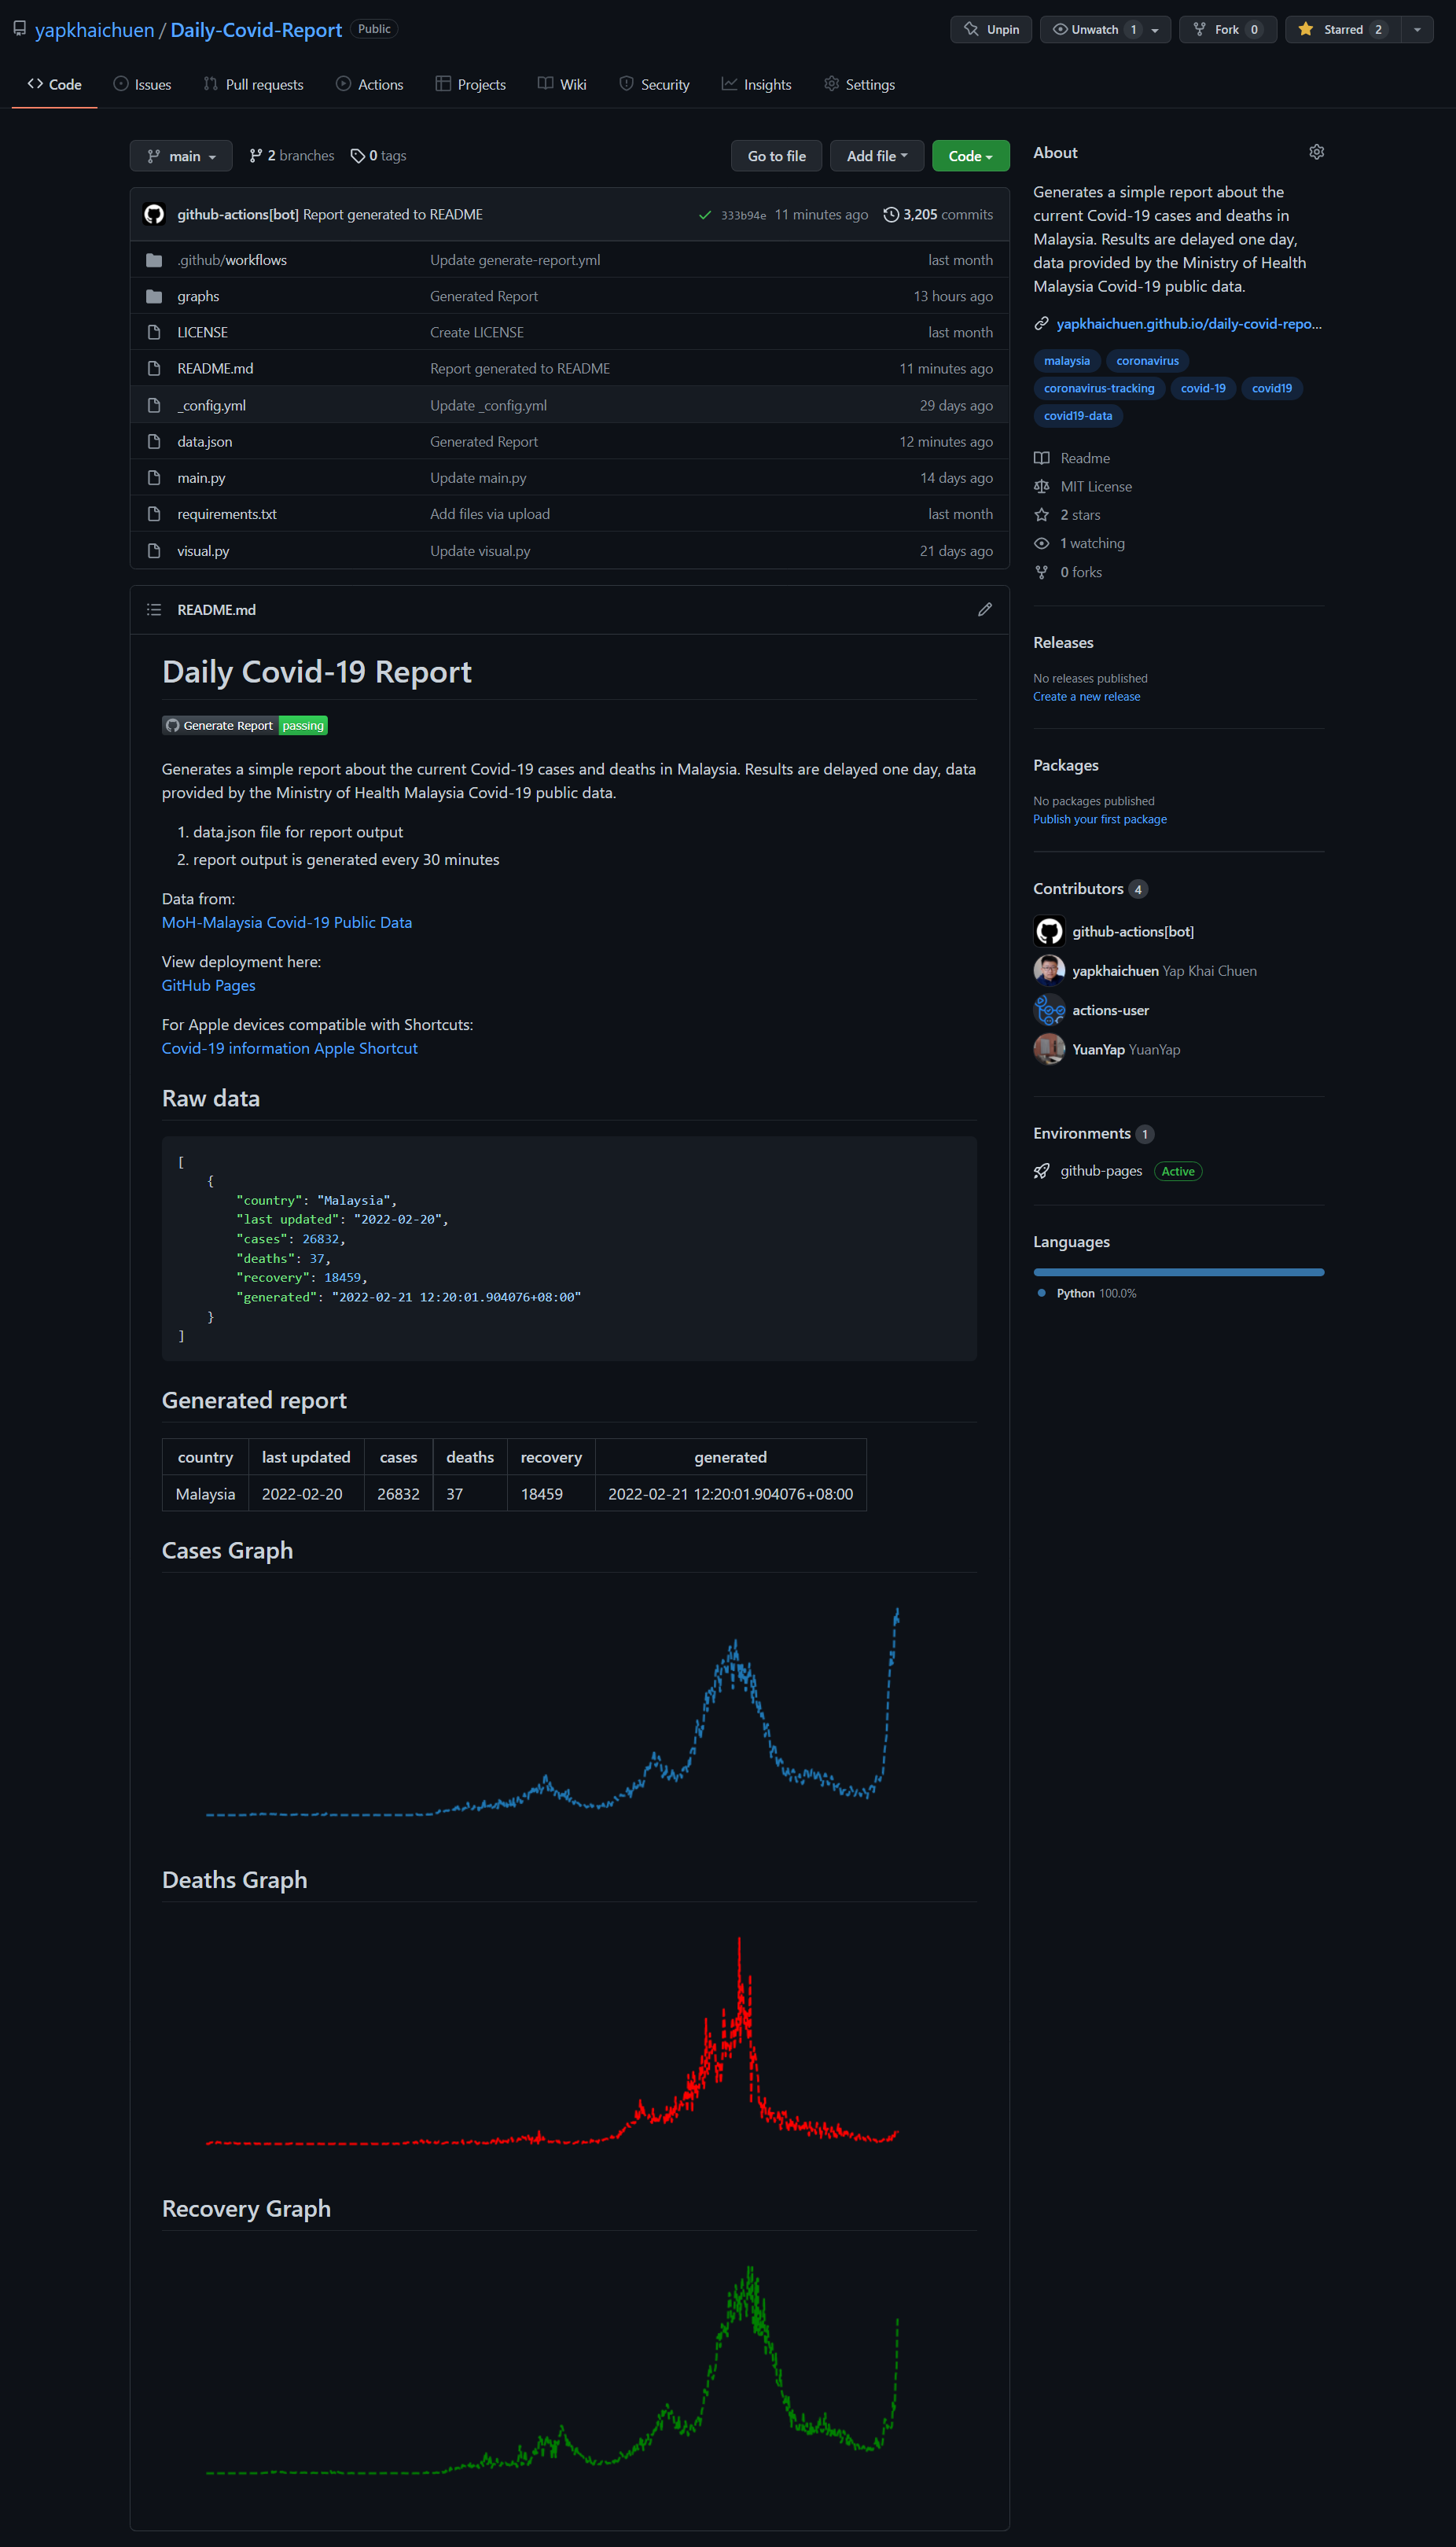 yapkhaichuen / Daily-Covid-Report Public
Unpin
Unwatch 1
Fork 0
Starred 2
Code
Issues
Pull requests
Actions
Projects
Wiki
Security
Insights
Settings
main
2 branches
0 tags
Go to file
Add file
Code
github-actions[bot] Report generated to README
333b94e 11 minutes ago
3,205 commits
.github/workflows Update generate-report.yml last month
graphs Generated Report 13 hours ago
LICENSE Create LICENSE last month
README.md Report generated to README 11 minutes ago
_config.yml Update _config.yml 29 days ago
data.json Generated Report 12 minutes ago
main.py Update main.py 14 days ago
requirements.txt Add files via upload last month
visual.py Update visual.py 21 days ago
README.md
Daily Covid-19 Report
Generate Report passing
Generates a simple report about the current Covid-19 cases and deaths in Malaysia. Results are delayed one day, data
provided by the Ministry of Health Malaysia Covid-19 public data.
1. data.json file for report output
2. report output is generated every 30 minutes
Data from:
MoH-Malaysia Covid-19 Public Data
View deployment here:
GitHub Pages
For Apple devices compatible with Shortcuts:
Covid-19 information Apple Shortcut
Raw data
[
{
"country": "Malaysia",
"last updated": "2022-02-20",
"cases": 26832,
"deaths": 37,
"recovery": 18459,
"generated": "2022-02-21 12:20:01.904076+08:00"
}
]
Generated report
country last updated cases deaths recovery generated
Malaysia 2022-02-20 26832 37 18459 2022-02-21 12:20:01.904076+08:00
Cases Graph
Deaths Graph
Recovery Graph
About
Generates a simple report about the
current Covid-19 cases and deaths in
Malaysia. Results are delayed one day,
data provided by the Ministry of Health
Malaysia Covid-19 public data.
yapkhaichuen.github.io/daily-covid-repo...
malaysia coronavirus
coronavirus-tracking covid-19 covid19
covid19-data
Readme
MIT License
2 stars
1 watching
0 forks
Releases
No releases published
Create a new release
Packages
No packages published
Publish your first package
Contributors 4
github-actions[bot]
yapkhaichuen Yap Khai Chuen
actions-user
YuanYap YuanYap
Environments 1
github-pages Active
Languages
Python 100.0%